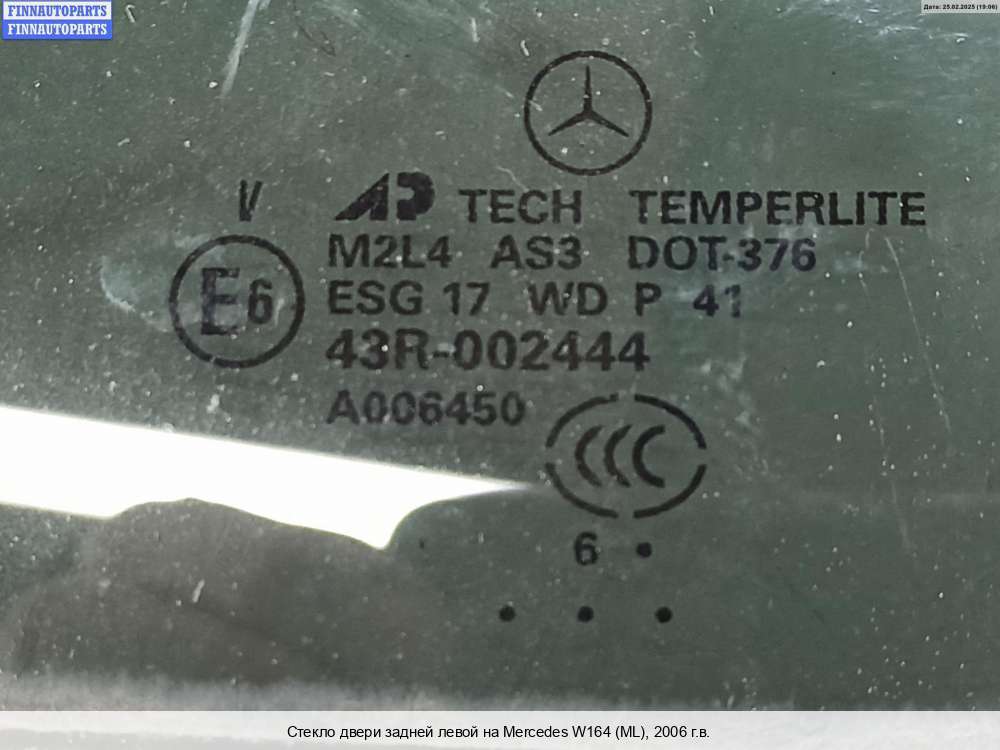 FINNAUTOPARTS
FINNAUTOPARTS
Дата: 25.02.2025 (19:06)
V AP TECH TEMPERLITE
M2L4 AS3 DOT-376
E6 ESG 17 WD P 41
43R-002444
A006450
CCC
6
Стекло двери задней левой на Mercedes W164 (ML), 2006 г.в.